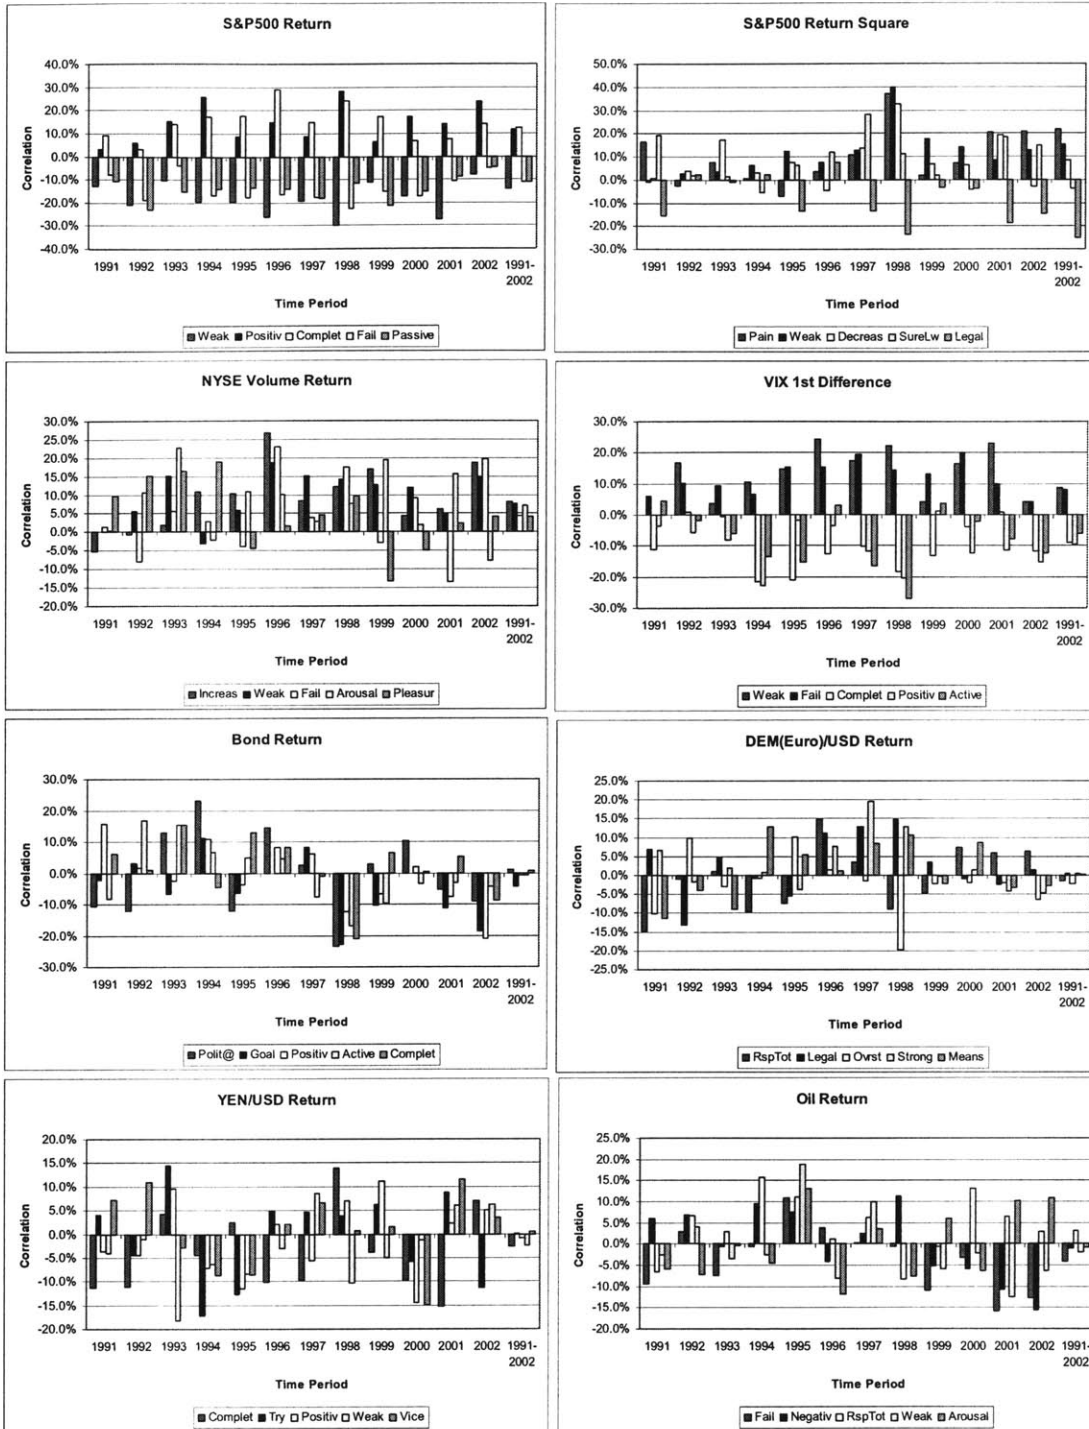 S&P500 Return
40.0%
30.0%
20.0%
10.0%
0.0%
-10.0%
-20.0%
-30.0%
-40.0%
Correlation
1991 1992 1993 1994 1995 1996 1997 1998 1999 2000 2001 2002 1991-
2002
Time Period
Weak Positiv Complet Fail Passive
S&P500 Return Square
50.0%
40.0%
30.0%
20.0%
10.0%
0.0%
-10.0%
-20.0%
-30.0%
Correlation
1991 1992 1993 1994 1995 1996 1997 1998 1999 2000 2001 2002 1991-
2002
Time Period
Pain Weak Decreas SureLw Legal
NYSE Volume Return
30.0%
25.0%
20.0%
15.0%
10.0%
5.0%
0.0%
-5.0%
-10.0%
-15.0%
-20.0%
Correlation
1991 1992 1993 1994 1995 1996 1997 1998 1999 2000 2001 2002 1991-
2002
Time Period
Increas Weak Fail Arousal Pleasur
VIX 1st Difference
30.0%
20.0%
10.0%
0.0%
-10.0%
-20.0%
-30.0%
Correlation
1991 1992 1993 1994 1995 1996 1997 1998 1999 2000 2001 2002 1991-
2002
Time Period
Weak Fail Complet Positiv Active
Bond Return
30.0%
20.0%
10.0%
0.0%
-10.0%
-20.0%
-30.0%
Correlation
1991 1992 1993 1994 1995 1996 1997 1998 1999 2000 2001 2002 1991-
2002
Time Period
Polit@ Goal Positiv Active Complet
DEM(Euro)/USD Return
25.0%
20.0%
15.0%
10.0%
5.0%
0.0%
-5.0%
-10.0%
-15.0%
-20.0%
-25.0%
Correlation
1991 1992 1993 1994 1995 1996 1997 1998 1999 2000 2001 2002 1991-
2002
Time Period
RspTot Legal Ovrst Strong Means
YEN/USD Return
20.0%
15.0%
10.0%
5.0%
0.0%
-5.0%
-10.0%
-15.0%
-20.0%
Correlation
1991 1992 1993 1994 1995 1996 1997 1998 1999 2000 2001 2002 1991-
2002
Time Period
Complet Try Positiv Weak Vice
Oil Return
25.0%
20.0%
15.0%
10.0%
5.0%
0.0%
-5.0%
-10.0%
-15.0%
-20.0%
Correlation
1991 1992 1993 1994 1995 1996 1997 1998 1999 2000 2001 2002 1991-
2002
Time Period
Fail Negativ RspTot Weak Arousal